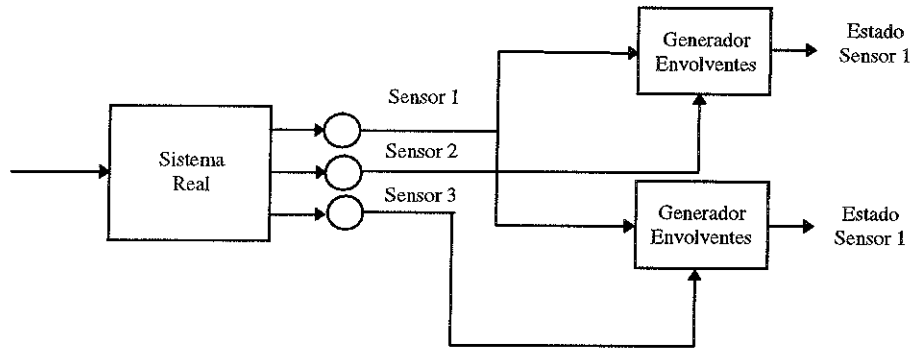 Generador
Envolventes
Estado
Sensor 1
Sensor 1
Sistema
Real
Sensor 2
Sensor 3
Generador
Envolventes
Estado
Sensor 1